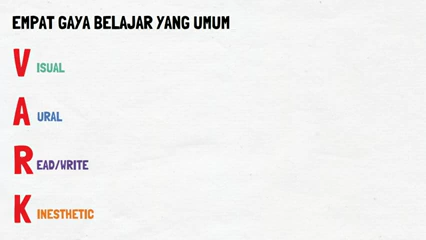 EMPAT GAYA BELAJAR YANG UMUM
VISUAL
AURAL
READ/WRITE
KINESTHETIC